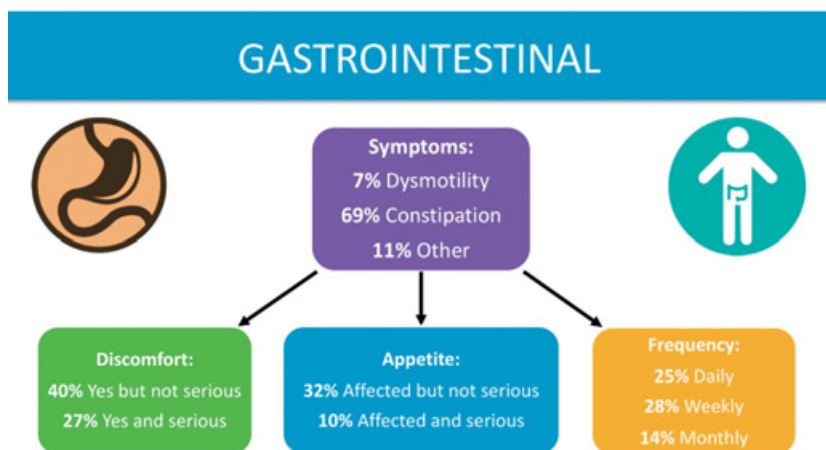 GASTROINTESTINAL
Symptoms:
7% Dysmotility
69% Constipation
11% Other
Discomfort:
40% Yes but not serious
27% Yes and serious
Appetite:
32% Affected but not serious
10% Affected and serious
Frequency:
25% Daily
28% Weekly
14% Monthly